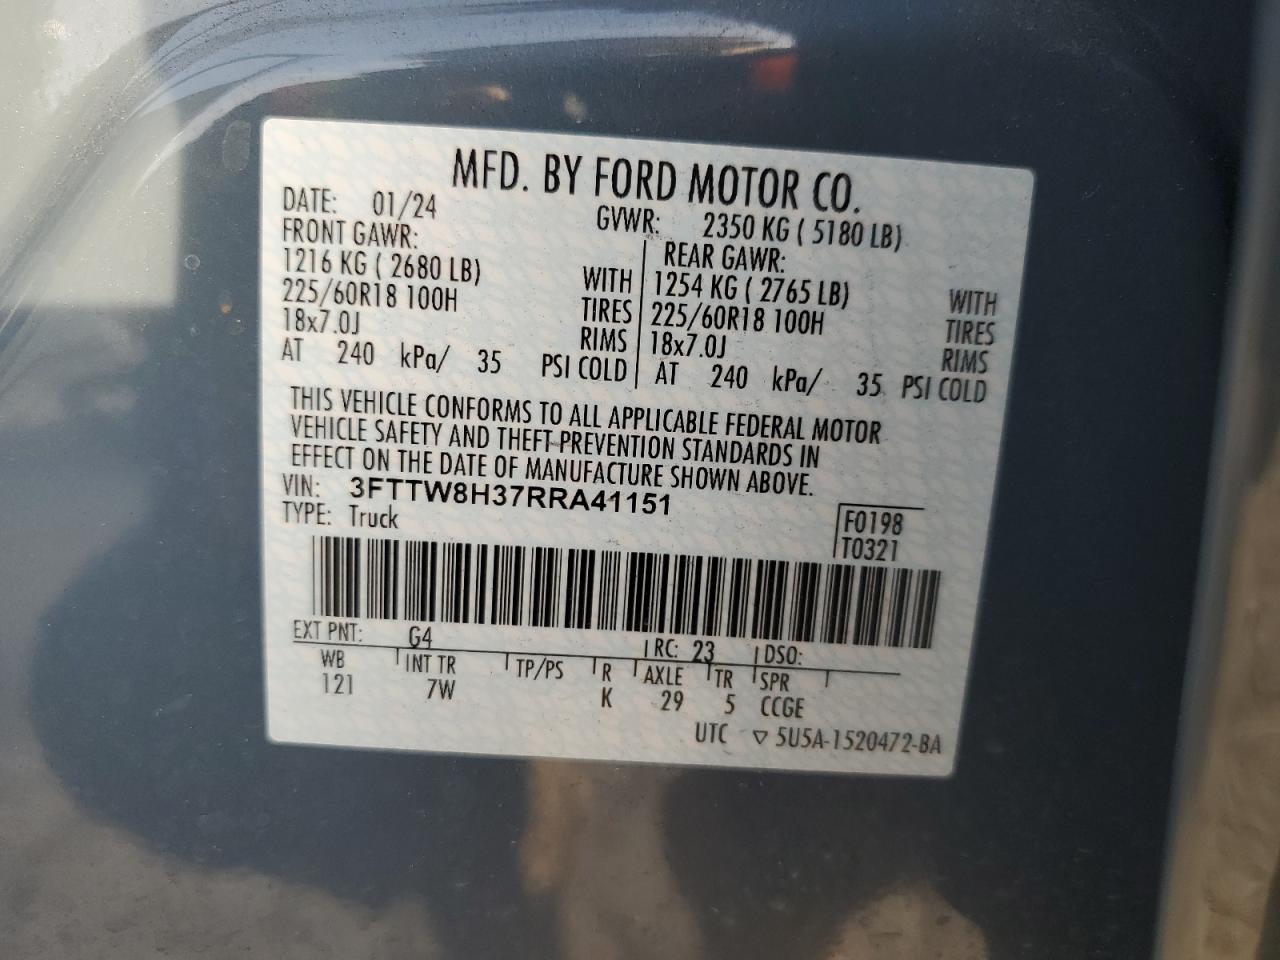 MFD. BY FORD MOTOR CO.
DATE: 01/24 GVWR: 2350 KG ( 5180 LB)
FRONT GAWR: REAR GAWR:
1216 KG ( 2680 LB) WITH 1254 KG ( 2765 LB) WITH
225/60R18 100H TIRES 225/60R18 100H TIRES
18x7.0J RIMS 18x7.0J RIMS
AT 240 kPa/ 35 PSI COLD AT 240 kPa/ 35 PSI COLD
THIS VEHICLE CONFORMS TO ALL APPLICABLE FEDERAL MOTOR
VEHICLE SAFETY AND THEFT PREVENTION STANDARDS IN
EFFECT ON THE DATE OF MANUFACTURE SHOWN ABOVE.
VIN: 3FTTW8H37RRA41151
TYPE: Truck
F0198
T0321
EXT PNT: G4 RC: 23 DSO:
WB INT TR TP/PS R AXLE TR SPR
121 7W K 29 5 CCGE
UTC ▽ 5U5A-1520472-BA